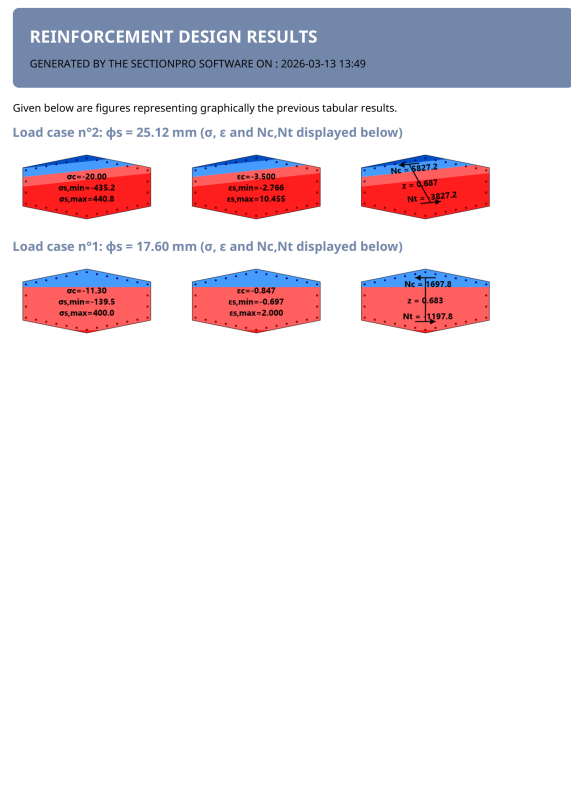 REINFORCEMENT DESIGN RESULTS
GENERATED BY THE SECTIONPRO SOFTWARE ON : 2026-03-13 13:49
Given below are figures representing graphically the previous tabular results.
Load case n°2: ϕs = 25.12 mm (σ, ε and Nc,Nt displayed below)
σc=-20.00
σs,min=-435.2
σs,max=440.8
εc=-3.500
εs,min=-2.766
εs,max=10.455
Nc = 6827.2
z = 0.687
Nt = -3827.2
Load case n°1: ϕs = 17.60 mm (σ, ε and Nc,Nt displayed below)
σc=-11.30
σs,min=-139.5
σs,max=400.0
εc=-0.847
εs,min=-0.697
εs,max=2.000
Nc = 1697.8
z = 0.683
Nt = -1197.8